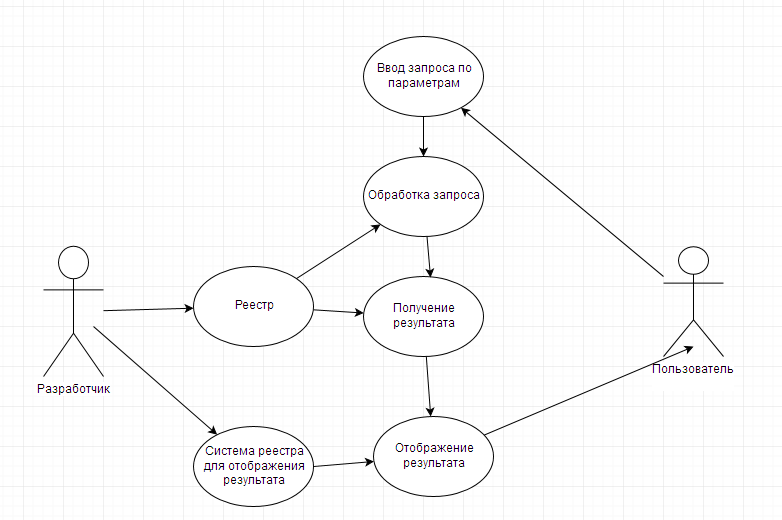 Ввод запроса по
параметрам
Обработка запроса
Реестр
Получение
результата
Разработчик
Пользователь
Система реестра
для отображения
результата
Отображение
результата